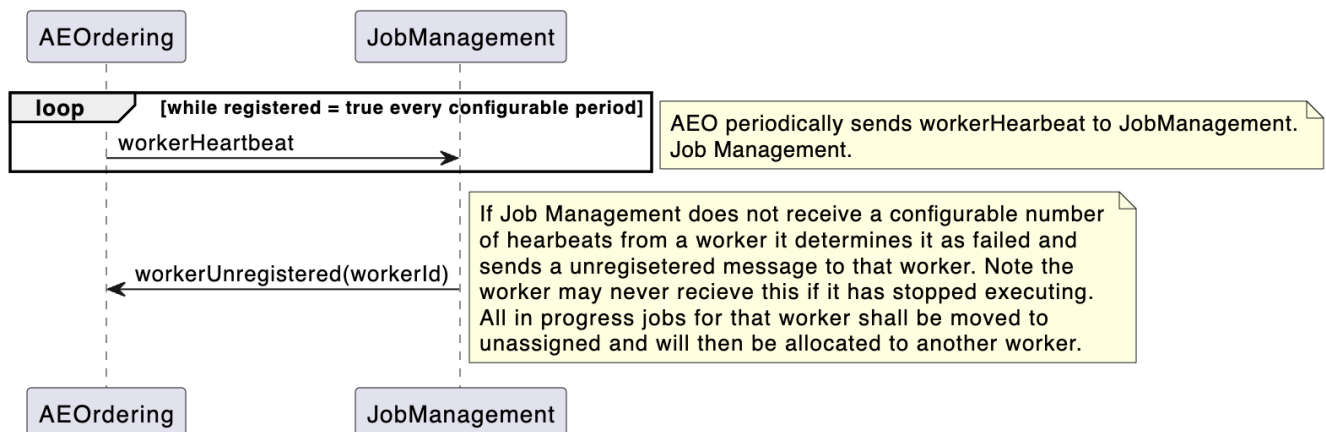 AEOrdering
JobManagement
loop
[while registered = true every configurable period]
workerHeartbeat
AEO periodically sends workerHearbeat to JobManagement.
Job Management.
If Job Management does not receive a configurable number
of hearbeats from a worker it determines it as failed and
sends a unregisetered message to that worker. Note the
worker may never recieve this if it has stopped executing.
All in progress jobs for that worker shall be moved to
unassigned and will then be allocated to another worker.
workerUnregistered(workerId)
AEOrdering
JobManagement